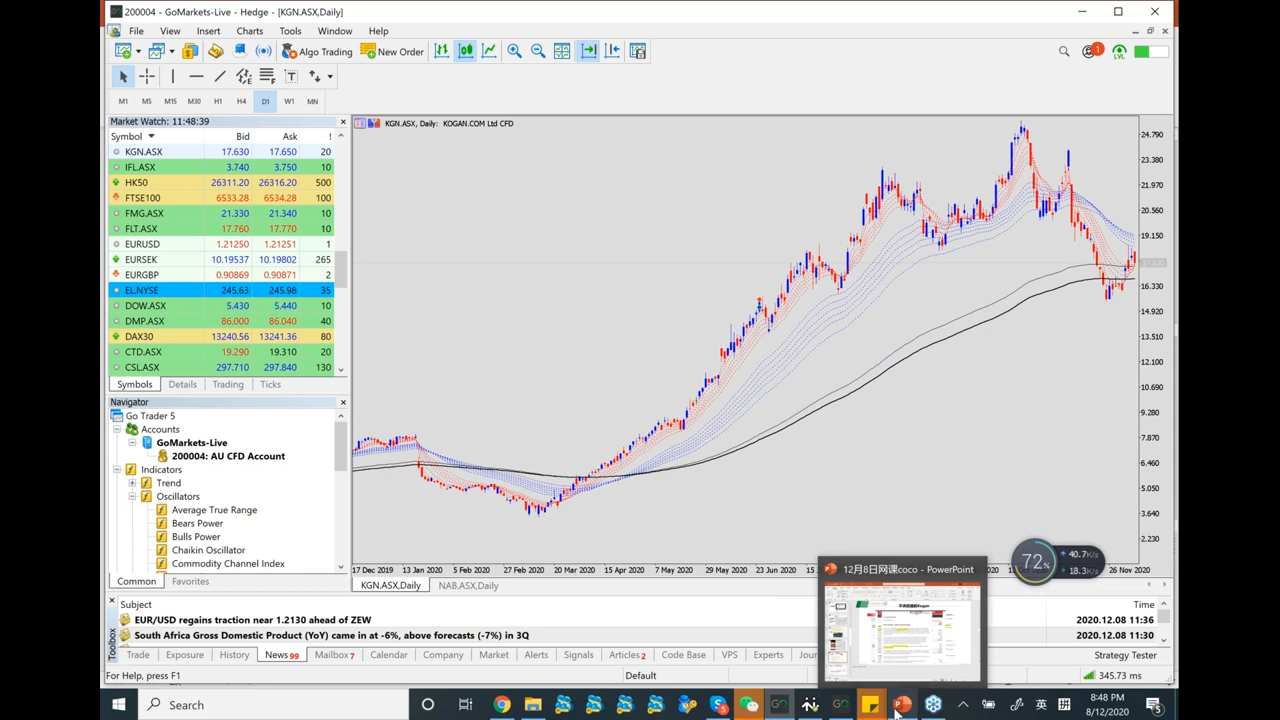 200004 - GoMarkets-Live - Hedge - [KGN.ASX,Daily]
File View Insert Charts Tools Window Help
Algo Trading New Order 1 LVL
M1 M5 M15 M30 H1 H4 D1 W1 MN
Market Watch: 11:48:39
Symbol Bid Ask !
KGN.ASX 17.630 17.650 20
IFL.ASX 3.740 3.750 10
HK50 26311.20 26316.20 500
FTSE100 6533.28 6534.28 100
FMG.ASX 21.330 21.340 10
FLT.ASX 17.760 17.770 10
EURUSD 1.21250 1.21251 1
EURSEK 10.19537 10.19802 265
EURGBP 0.90869 0.90871 2
EL.NYSE 245.63 245.98 35
DOW.ASX 5.430 5.440 10
DMP.ASX 86.000 86.040 40
DAX30 13240.56 13241.36 80
CTD.ASX 19.290 19.310 20
CSL.ASX 297.710 297.840 130
Symbols Details Trading Ticks
Navigator
Go Trader 5
Accounts
GoMarkets-Live
200004: AU CFD Account
Indicators
Trend
Oscillators
Average True Range
Bears Power
Bulls Power
Chaikin Oscillator
Commodity Channel Index
Common Favorites
KGN.ASX, Daily: KOGAN.COM Ltd CFD
24.790
23.380
21.970
20.560
19.150
16.330
14.920
13.510
12.100
10.690
9.280
7.870
6.460
5.050
3.640
2.230
17 Dec 2019 13 Jan 2020 5 Feb 2020 27 Feb 2020 20 Mar 2020 15 Apr 2020 7 May 2020 29 May 2020 23 Jun 2020 26 Nov 2020
KGN.ASX,Daily NAB.ASX,Daily
72% 40.7K/s
18.3K/s
12月8日网课coco - PowerPoint
Toolbox
Subject Time
EUR/USD regains traction near 1.2130 ahead of ZEW 2020.12.08 11:36
South Africa Gross Domestic Product (YoY) came in at -6%, above forecasts (-7%) in 3Q 2020.12.08 11:30
Trade Exposure History News 99 Mailbox 7 Calendar Company Market Alerts Signals Articles 2 Code Base VPS Experts Strategy Tester
For Help, press F1 Default 345.73 ms
Search 英 8:48 PM
8/12/2020